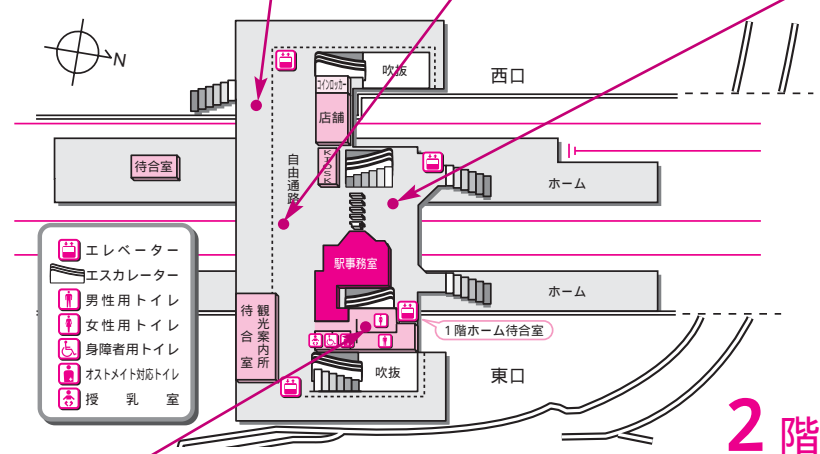 N
西口
吹抜
コインロッカー
店舗
KIOSK
自由通路
待合室
ホーム
駅事務室
ホーム
1階ホーム待合室
観光案内所
待合室
吹抜
東口
エレベーター
エスカレーター
男性用トイレ
女性用トイレ
身障者用トイレ
オストメイト対応トイレ
授乳室
2階